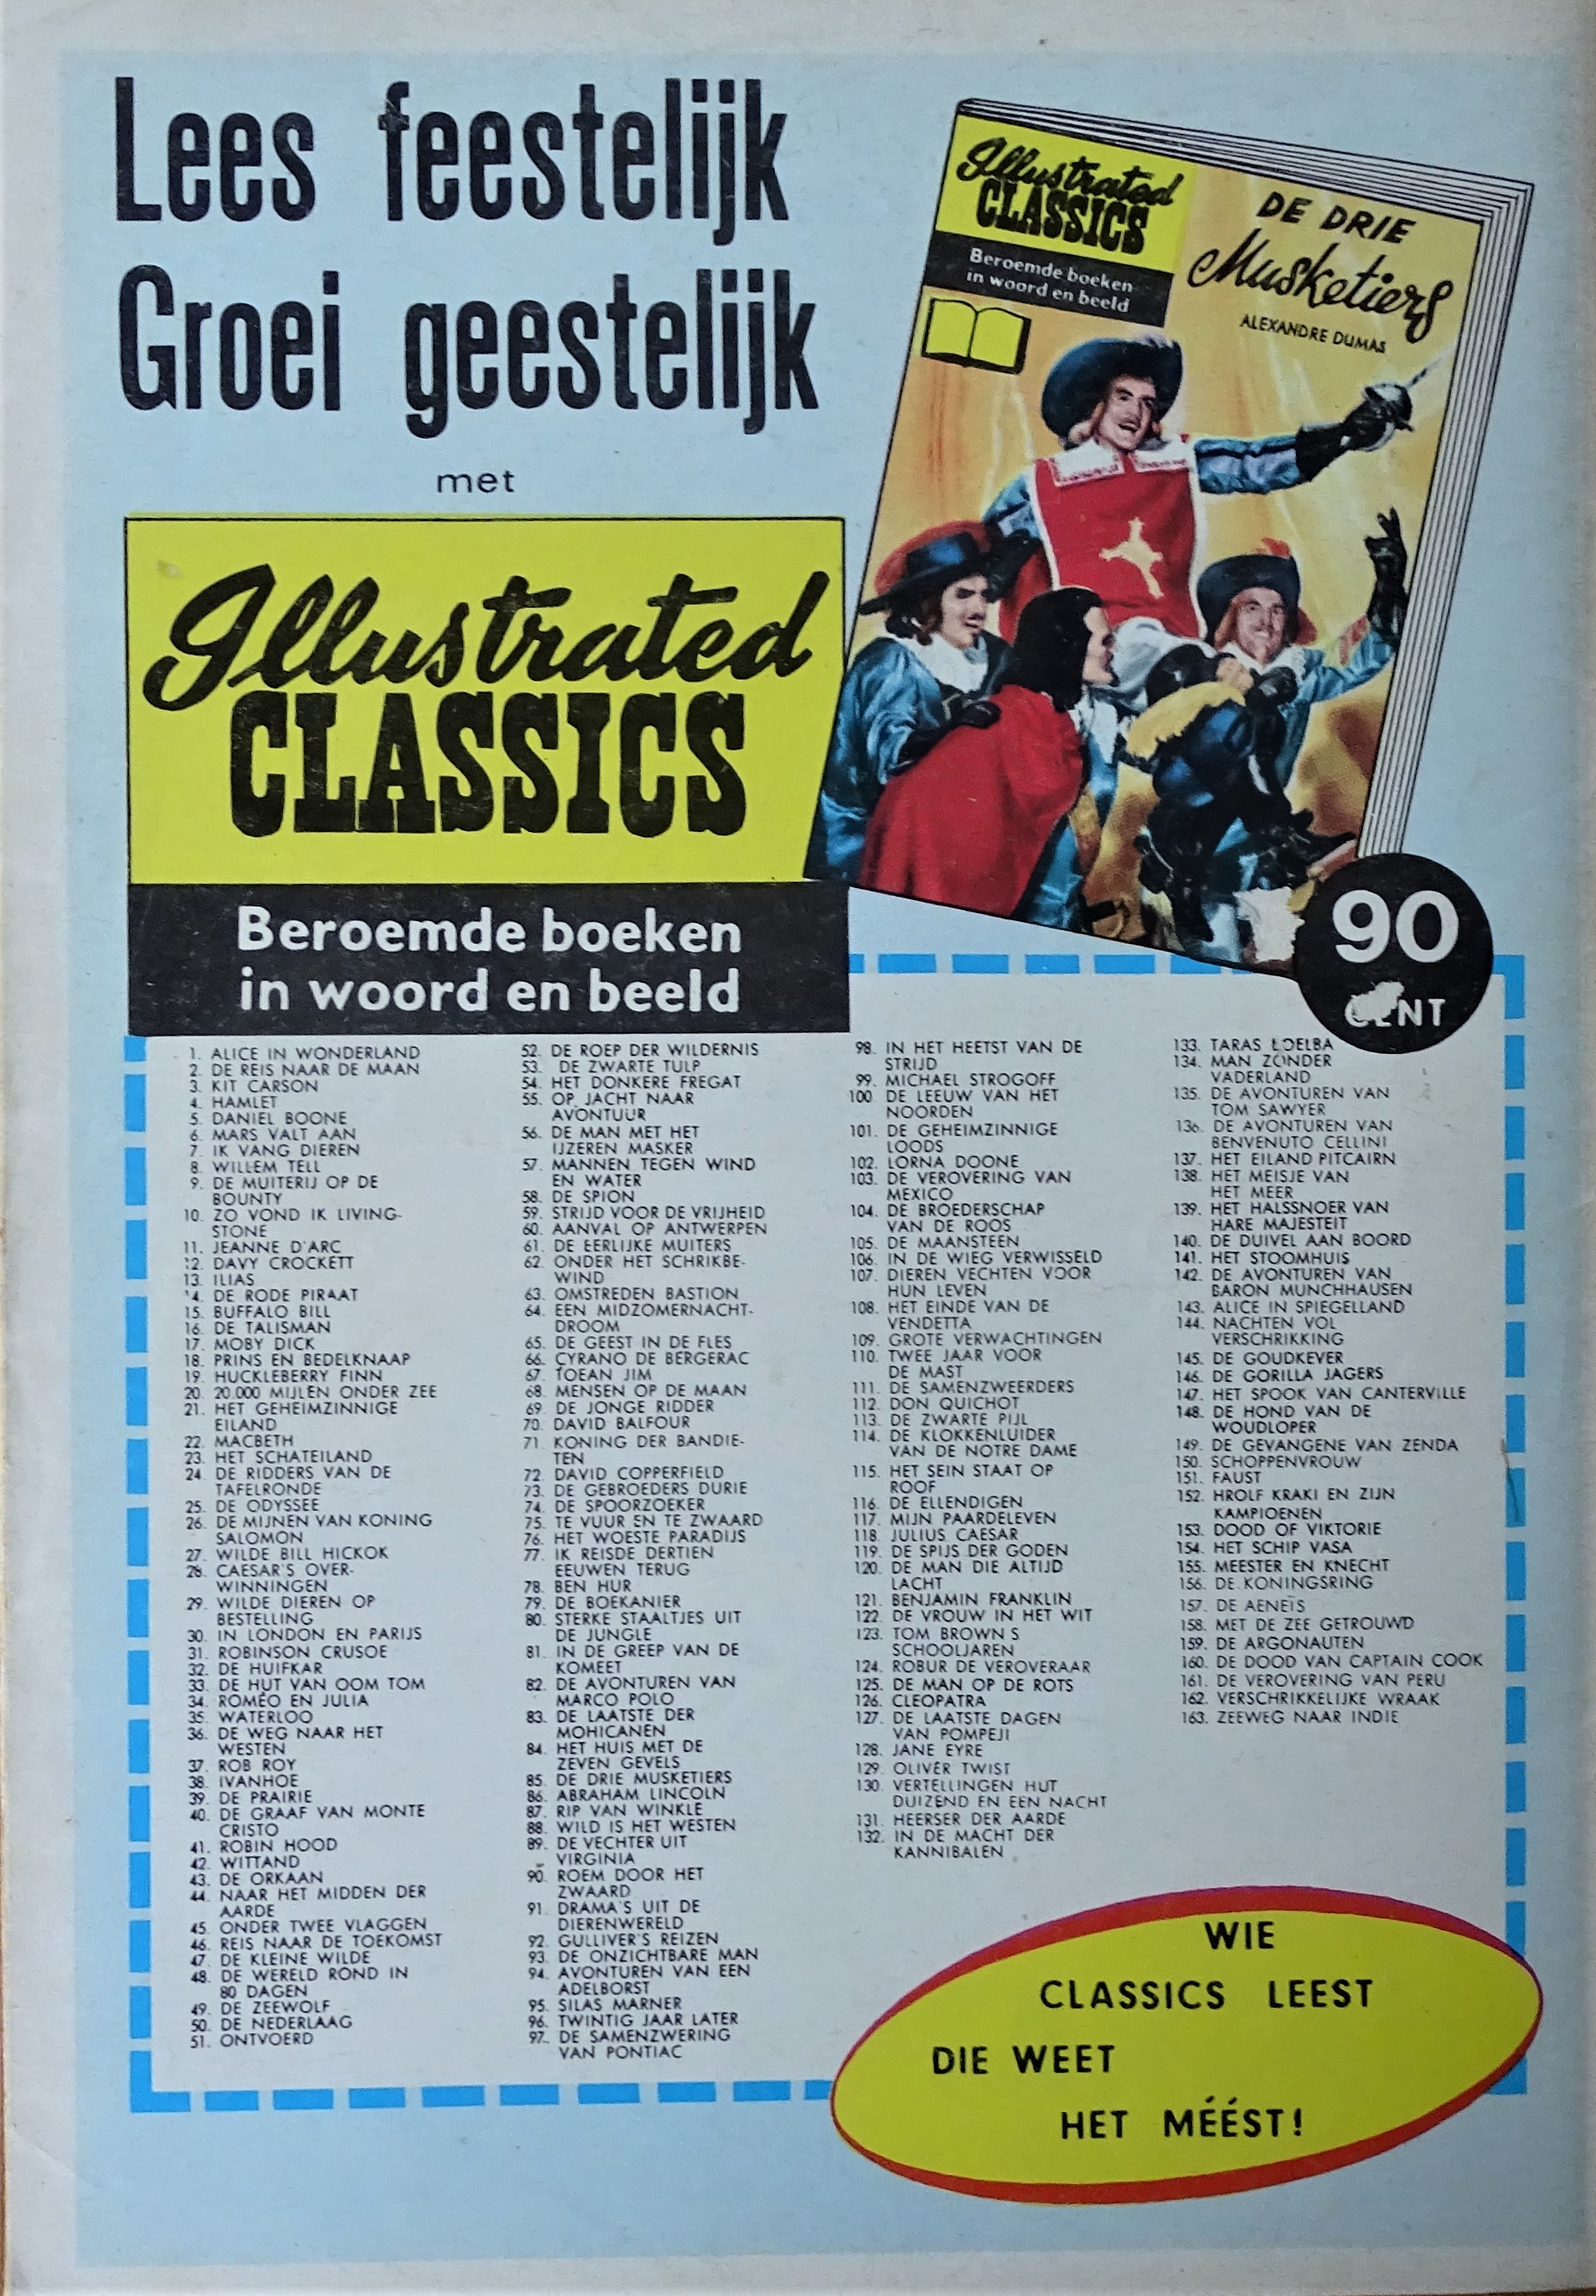 Lees feestelijk
Groei geestelijk
met
Illustrated
CLASSICS
Beroemde boeken
in woord en beeld
Illustrated
CLASSICS
Beroemde boeken
in woord en beeld
DE DRIE
Musketiers
ALEXANDRE DUMAS
90
CENT
1. ALICE IN WONDERLAND
2. DE REIS NAAR DE MAAN
3. KIT CARSON
4. HAMLET
5. DANIEL BOONE
6. MARS VALT AAN
7. IK VANG DIEREN
8. WILLEM TELL
9. DE MUITERIJ OP DE
BOUNTY
10. ZO VOND IK LIVING-
STONE
11. JEANNE D'ARC
12. DAVY CROCKETT
13. ILIAS
14. DE RODE PIRAAT
15. BUFFALO BILL
16. DE TALISMAN
17. MOBY DICK
18. PRINS EN BEDELKNAAP
19. HUCKLEBERRY FINN
20. 20.000 MIJLEN ONDER ZEE
21. HET GEHEIMZINNIGE
EILAND
22. MACBETH
23. HET SCHATEILAND
24. DE RIDDERS VAN DE
TAFELRONDE
25. DE ODYSSEE
26. DE MIJNEN VAN KONING
SALOMON
27. WILDE BILL HICKOK
28. CAESAR'S OVER-
WINNINGEN
29. WILDE DIEREN OP
BESTELLING
30. IN LONDON EN PARIJS
31. ROBINSON CRUSOE
32. DE HUIFKAR
33. DE HUT VAN OOM TOM
34. ROMÉO EN JULIA
35. WATERLOO
36. DE WEG NAAR HET
WESTEN
37. ROB ROY
38. IVANHOE
39. DE PRAIRIE
40. DE GRAAF VAN MONTE
CRISTO
41. ROBIN HOOD
42. WITTAND
43. DE ORKAAN
44. NAAR HET MIDDEN DER
AARDE
45. ONDER TWEE VLAGGEN
46. REIS NAAR DE TOEKOMST
47. DE KLEINE WILDE
48. DE WERELD ROND IN
80 DAGEN
49. DE ZEEWOLF
50. DE NEDERLAAG
51. ONTVOERD
52. DE ROEP DER WILDERNIS
53. DE ZWARTE TULP
54. HET DONKERE FREGAT
55. OP JACHT NAAR
AVONTUUR
56. DE MAN MET HET
IJZEREN MASKER
57. MANNEN TEGEN WIND
EN WATER
58. DE SPION
59. STRIJD VOOR DE VRIJHEID
60. AANVAL OP ANTWERPEN
61. DE EERLIJKE MUITERS
62. ONDER HET SCHRIKBE-
WIND
63. OMSTREDEN BASTION
64. EEN MIDZOMERNACHT-
DROOM
65. DE GEEST IN DE FLES
66. CYRANO DE BERGERAC
67. TOEAN JIM
68. MENSEN OP DE MAAN
69. DE JONGE RIDDER
70. DAVID BALFOUR
71. KONING DER BANDIE-
TEN
72. DAVID COPPERFIELD
73. DE GEBROEDERS DURIE
74. DE SPOORZOEKER
75. TE VUUR EN TE ZWAARD
76. HET WOESTE PARADIJS
77. IK REISDE DERTIEN
EEUWEN TERUG
78. BEN HUR
79. DE BOEKANIER
80. STERKE STAALTJES UIT
DE JUNGLE
81. IN DE GREEP VAN DE
KOMEET
82. DE AVONTUREN VAN
MARCO POLO
83. DE LAATSTE DER
MOHICANEN
84. HET HUIS MET DE
ZEVEN GEVELS
85. DE DRIE MUSKETIERS
86. ABRAHAM LINCOLN
87. RIP VAN WINKLE
88. WILD IS HET WESTEN
89. DE VECHTER UIT
VIRGINIA
90. ROEM DOOR HET
ZWAARD
91. DRAMA'S UIT DE
DIERENWERELD
92. GULLIVER'S REIZEN
93. DE ONZICHTBARE MAN
94. AVONTUREN VAN EEN
ADELBORST
95. SILAS MARNER
96. TWINTIG JAAR LATER
97. DE SAMENZWERING
VAN PONTIAC
98. IN HET HEETST VAN DE
STRIJD
99. MICHAEL STROGOFF
100. DE LEEUW VAN HET
NOORDEN
101. DE GEHEIMZINNIGE
LOODS
102. LORNA DOONE
103. DE VEROVERING VAN
MEXICO
104. DE BROEDERSCHAP
VAN DE ROOS
105. DE MAANSTEEN
106. IN DE WIEG VERWISSELD
107. DIEREN VECHTEN VOOR
HUN LEVEN
108. HET EINDE VAN DE
VENDETTA
109. GROTE VERWACHTINGEN
110. TWEE JAAR VOOR
DE MAST
111. DE SAMENZWEERDERS
112. DON QUICHOT
113. DE ZWARTE PIJL
114. DE KLOKKENLUIDER
VAN DE NOTRE DAME
115. HET SEIN STAAT OP
ROOF
116. DE ELLENDIGEN
117. MIJN PAARDELEVEN
118. JULIUS CAESAR
119. DE SPIJS DER GODEN
120. DE MAN DIE ALTIJD
LACHT
121. BENJAMIN FRANKLIN
122. DE VROUW IN HET WIT
123. TOM BROWN S
SCHOOLJAREN
124. ROBUR DE VEROVERAAR
125. DE MAN OP DE ROTS
126. CLEOPATRA
127. DE LAATSTE DAGEN
VAN POMPEJI
128. JANE EYRE
129. OLIVER TWIST
130. VERTELLINGEN HUT
DUIZEND EN EEN NACHT
131. HEERSER DER AARDE
132. IN DE MACHT DER
KANNIBALEN
133. TARAS LOELBA
134. MAN ZONDER
VADERLAND
135. DE AVONTUREN VAN
TOM SAWYER
136. DE AVONTUREN VAN
BENVENUTO CELLINI
137. HET EILAND PITCAIRN
138. HET MEISJE VAN
HET MEER
139. HET HALSSNOER VAN
HARE MAJESTEIT
140. DE DUIVEL AAN BOORD
141. HET STOOMHUIS
142. DE AVONTUREN VAN
BARON MUNCHHAUSEN
143. ALICE IN SPIEGELLAND
144. NACHTEN VOL
VERSCHRIKKING
145. DE GOUDKEVER
146. DE GORILLA JAGERS
147. HET SPOOK VAN CANTERVILLE
148. DE HOND VAN DE
WOUDLOPER
149. DE GEVANGENE VAN ZENDA
150. SCHOPPENVROUW
151. FAUST
152. HROLF KRAKI EN ZIJN
KAMPIOENEN
153. DOOD OF VIKTORIE
154. HET SCHIP VASA
155. MEESTER EN KNECHT
156. DE KONINGSRING
157. DE AENEÏS
158. MET DE ZEE GETROUWD
159. DE ARGONAUTEN
160. DE DOOD VAN CAPTAIN COOK
161. DE VEROVERING VAN PERU
162. VERSCHRIKKELIJKE WRAAK
163. ZEEWEG NAAR INDIE
WIE
CLASSICS LEEST
DIE WEET
HET MÉÉST!